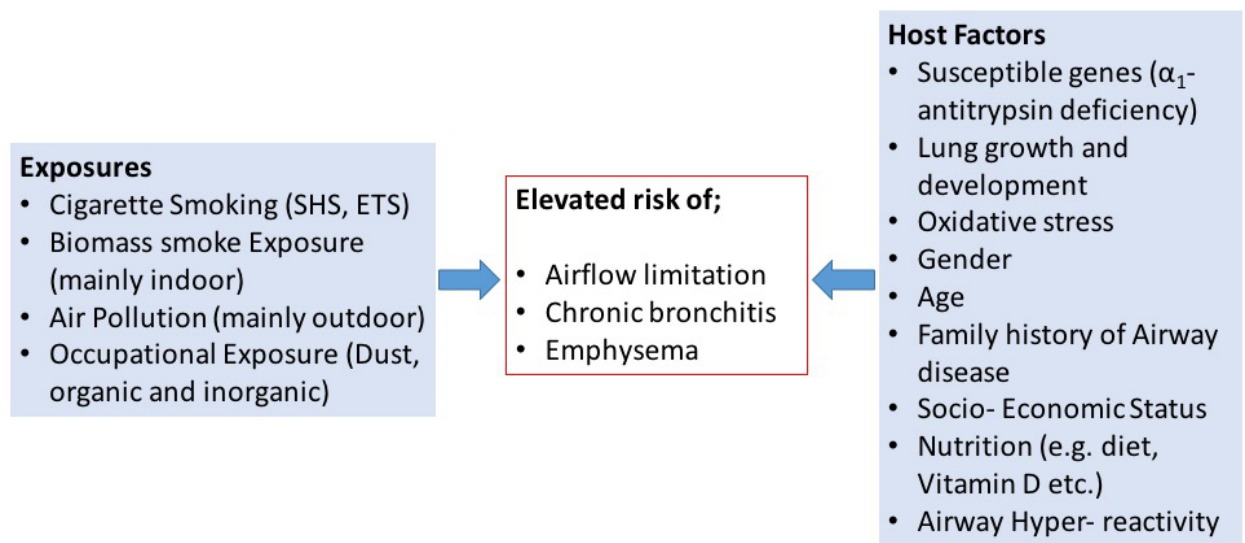 Exposures
• Cigarette Smoking (SHS, ETS)
• Biomass smoke Exposure
(mainly indoor)
• Air Pollution (mainly outdoor)
• Occupational Exposure (Dust,
organic and inorganic)
Elevated risk of;
• Airflow limitation
• Chronic bronchitis
• Emphysema
Host Factors
• Susceptible genes (α₁-
antitrypsin deficiency)
• Lung growth and
development
• Oxidative stress
• Gender
• Age
• Family history of Airway
disease
• Socio- Economic Status
• Nutrition (e.g. diet,
Vitamin D etc.)
• Airway Hyper- reactivity